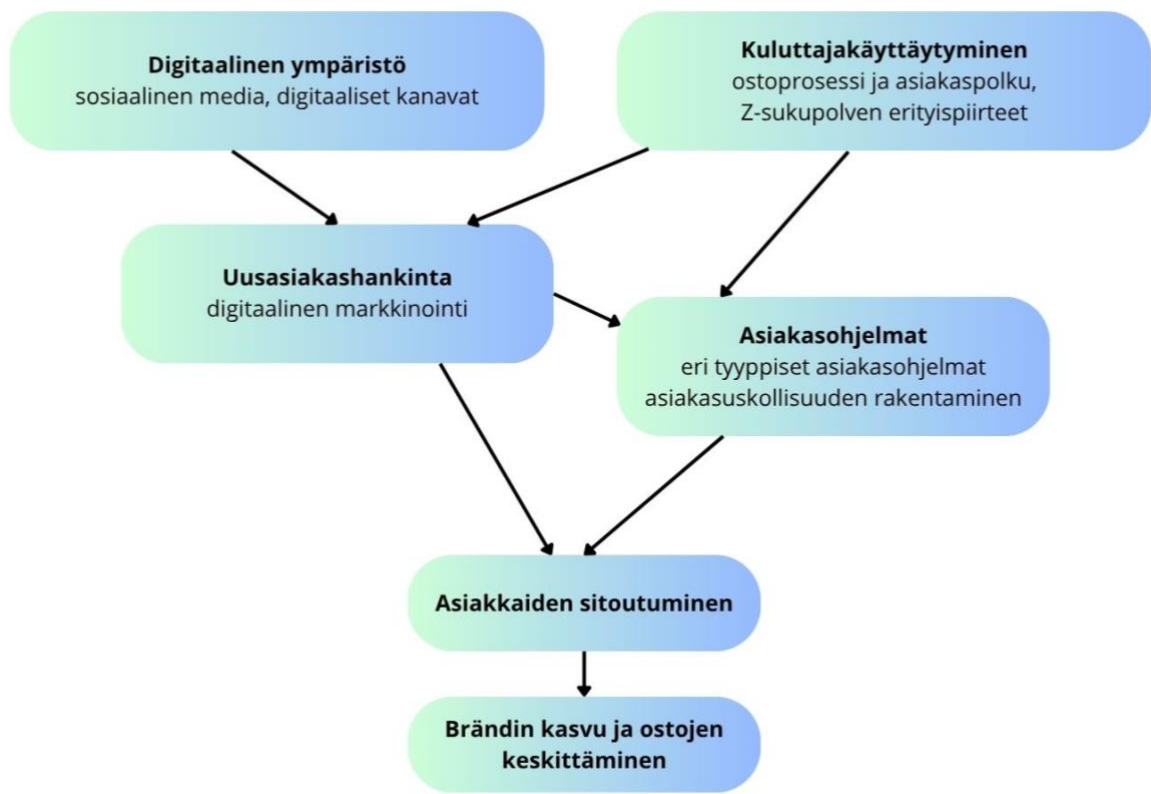 Digitaalinen ympäristö
sosiaalinen media, digitaaliset kanavat
Kuluttajakäyttäytyminen
ostoprosessi ja asiakaspolku,
Z-sukupolven erityispiirteet
Uusasiakashankinta
digitaalinen markkinointi
Asiakasohjelmat
eri tyyppiset asiakasohjelmat
asiakasuskollisuuden rakentaminen
Asiakkaiden sitoutuminen
Brändin kasvu ja ostojen
keskittäminen